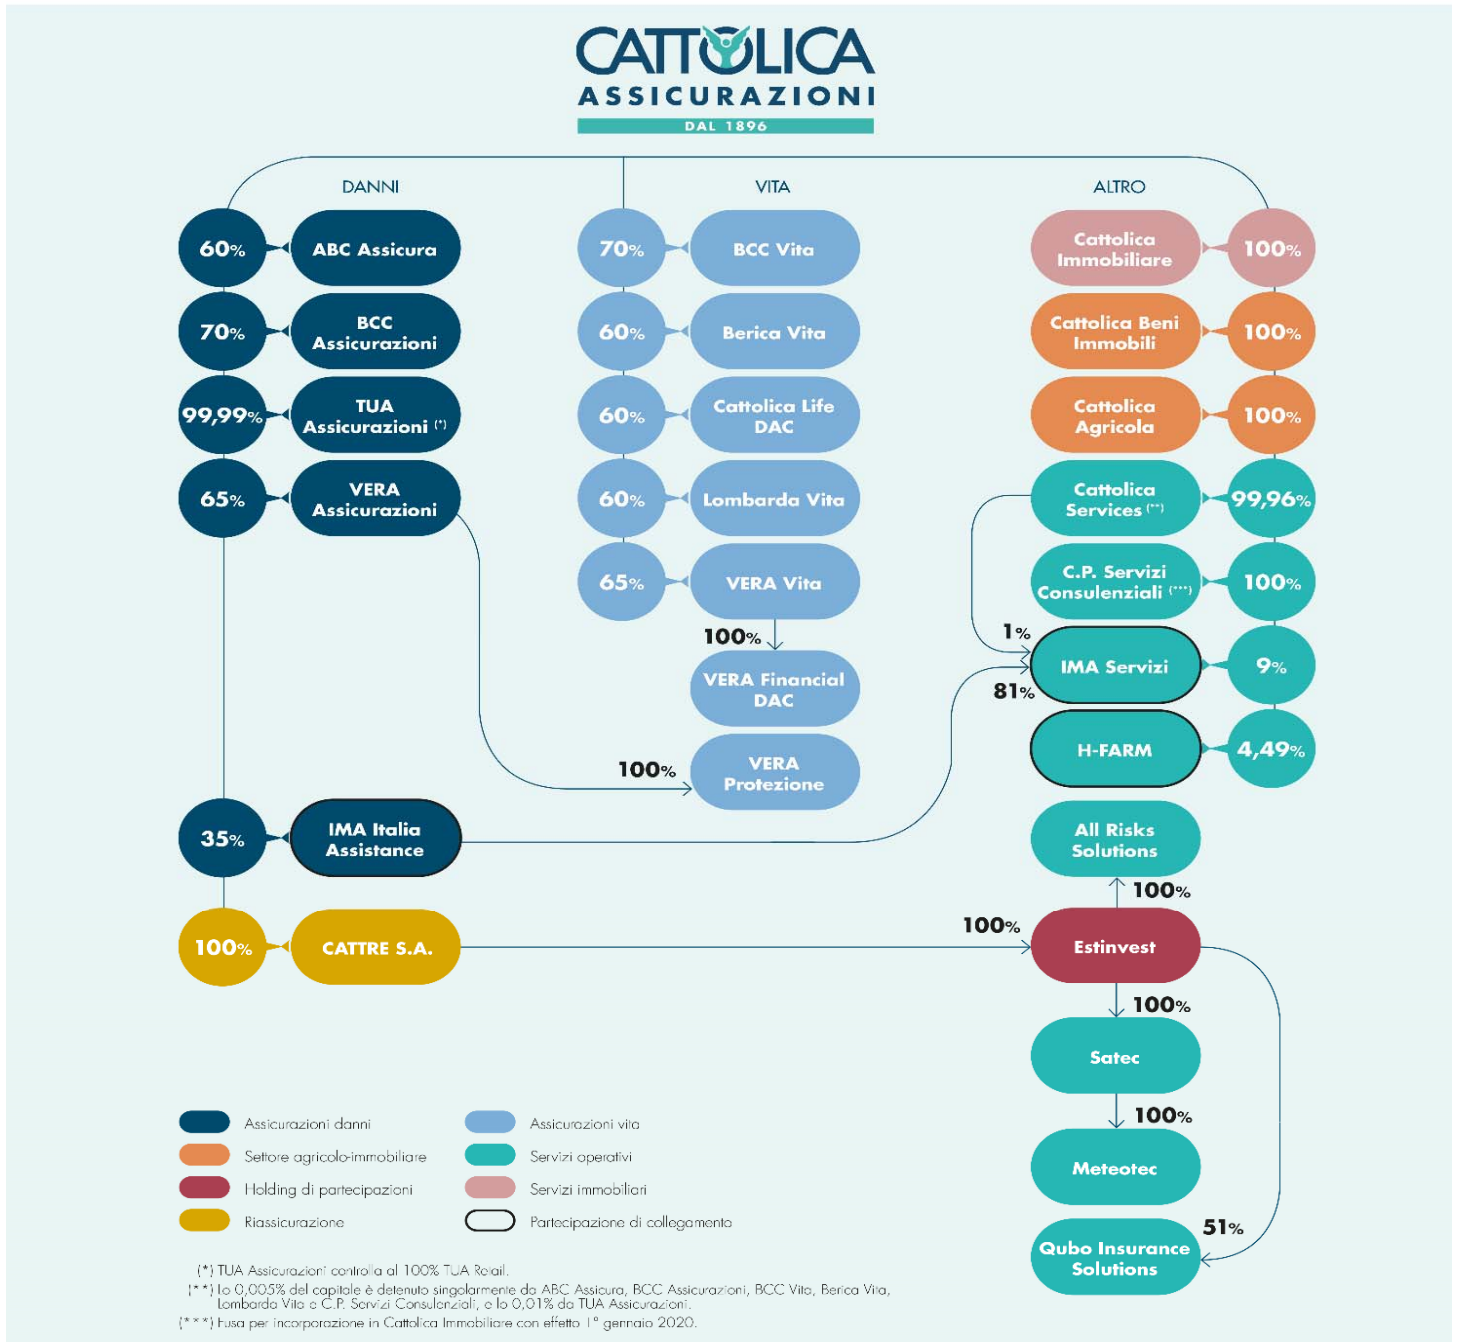 CATTOLICA
ASSICURAZIONI
DAL 1896
DANNI
60%
ABC Assicura
70%
BCC
Assicurazioni
99,99%
TUA
Assicurazioni (*)
65%
VERA
Assicurazioni
35%
IMA Italia
Assistance
100%
CATTRE S.A.
VITA
70%
BCC Vita
60%
Berica Vita
60%
Cattolica Life
DAC
60%
Lombarda Vita
65%
VERA Vita
100%
VERA Financial
DAC
100%
VERA
Protezione
ALTRO
Cattolica
Immobiliare
100%
Cattolica Beni
Immobili
100%
Cattolica
Agricola
100%
Cattolica
Services (**)
99,96%
C.P. Servizi
Consulenziali (***)
100%
1%
IMA Servizi
9%
81%
H-FARM
4,49%
All Risks
Solutions
100%
100%
Estinvest
100%
Satec
100%
Meteotec
51%
Qubo Insurance
Solutions
Assicurazioni danni
Assicurazioni vita
Settore agricolo-immobiliare
Servizi operativi
Holding di partecipazioni
Servizi immobiliari
Riassicurazione
Partecipazione di collegamento
(*) TUA Assicurazioni controlla al 100% TUA Retail.
(**) lo 0,005% del capitale è detenuto singolarmente da ABC Assicura, BCC Assicurazioni, BCC Vita, Berica Vita,
Lombarda Vita e C.P. Servizi Consulenziali, e lo 0,01% da TUA Assicurazioni.
(***) Fusa per incorporazione in Cattolica Immobiliare con effetto 1° gennaio 2020.